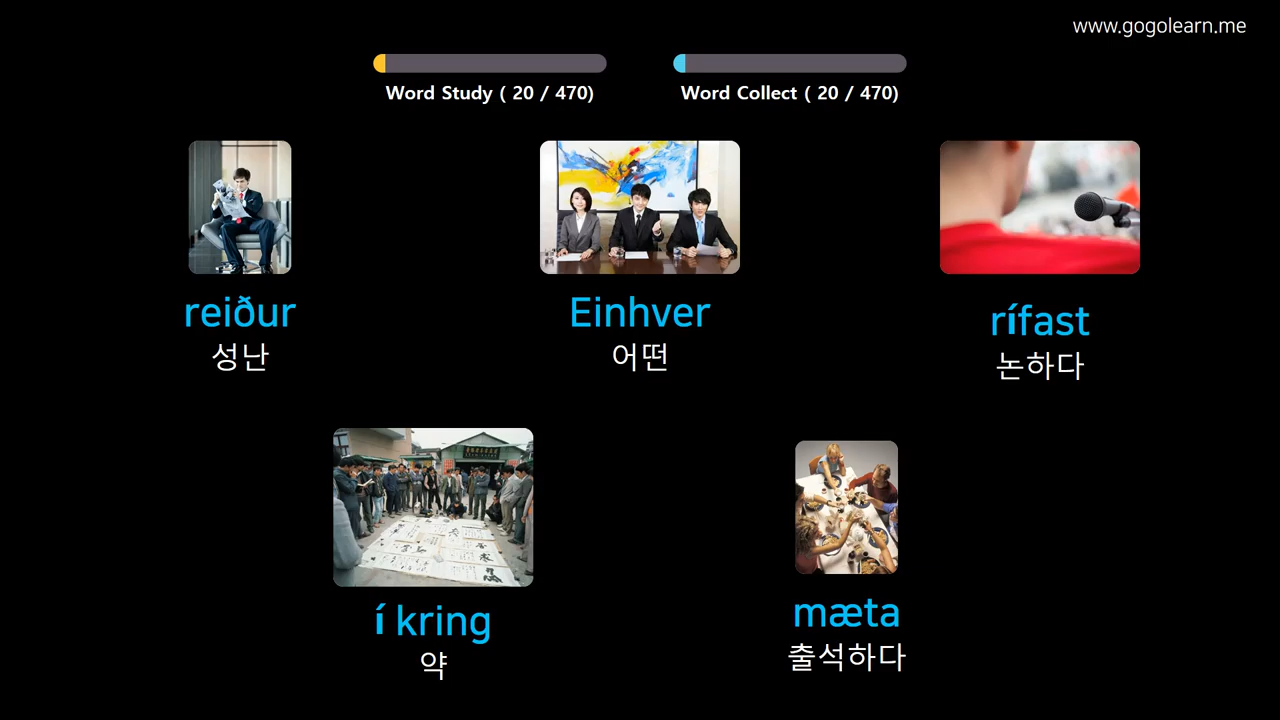 www.gogolearn.me
Word Study ( 20 / 470)
Word Collect ( 20 / 470)
reiður
성난
Einhver
어떤
rífast
논하다
í kring
약
mæta
출석하다